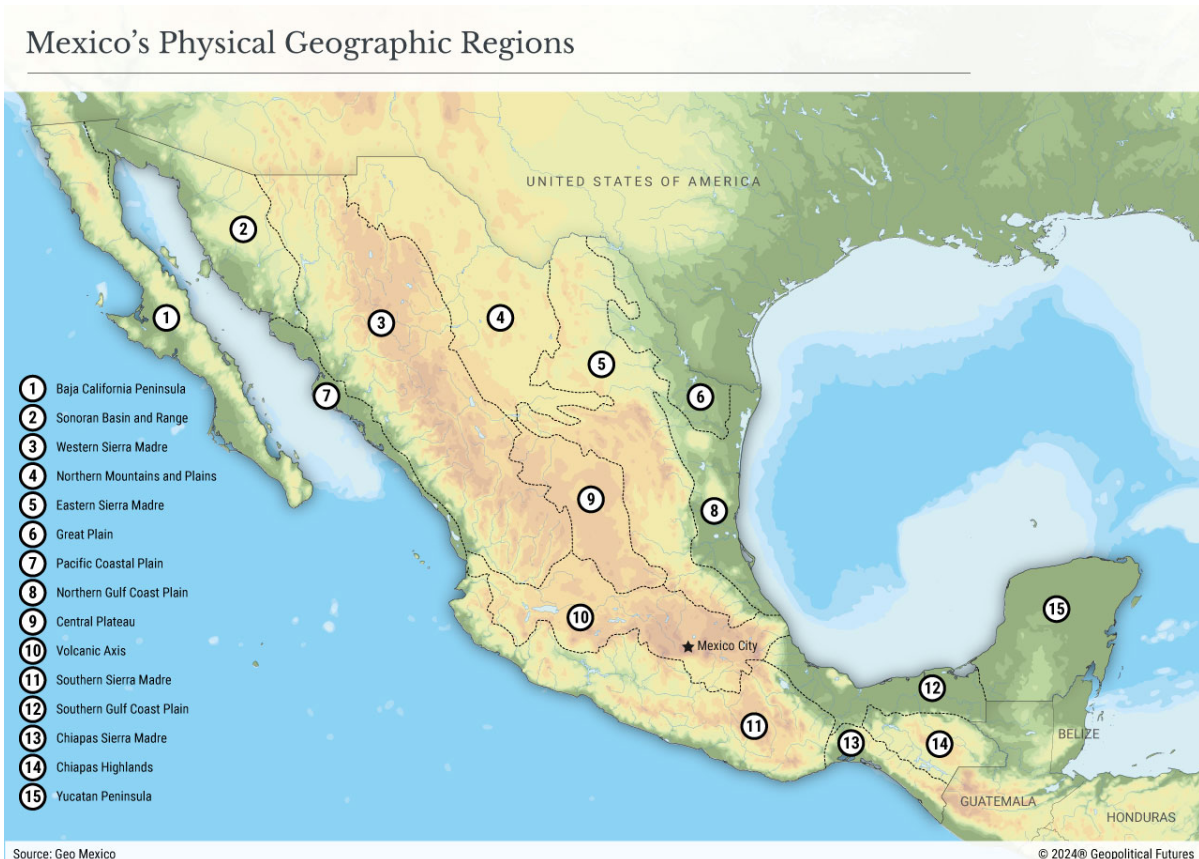 Mexico's Physical Geographic Regions
UNITED STATES OF AMERICA
2
1
3
4
5
6
7
8
9
10
Mexico City
11
12
13
14
15
BELIZE
GUATEMALA
HONDURAS
1 Baja California Peninsula
2 Sonoran Basin and Range
3 Western Sierra Madre
4 Northern Mountains and Plains
5 Eastern Sierra Madre
6 Great Plain
7 Pacific Coastal Plain
8 Northern Gulf Coast Plain
9 Central Plateau
10 Volcanic Axis
11 Southern Sierra Madre
12 Southern Gulf Coast Plain
13 Chiapas Sierra Madre
14 Chiapas Highlands
15 Yucatan Peninsula
Source: Geo Mexico
© 2024® Geopolitical Futures